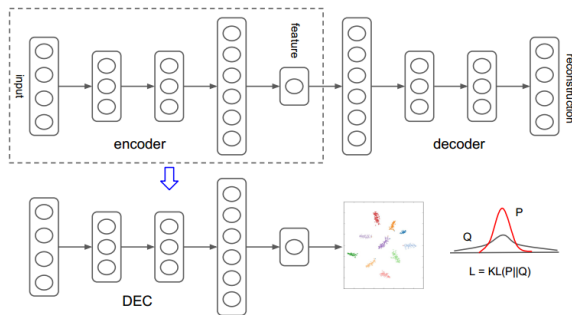 input
feature
reconstruction
encoder
decoder
P
Q
L = KL(P||Q)
DEC